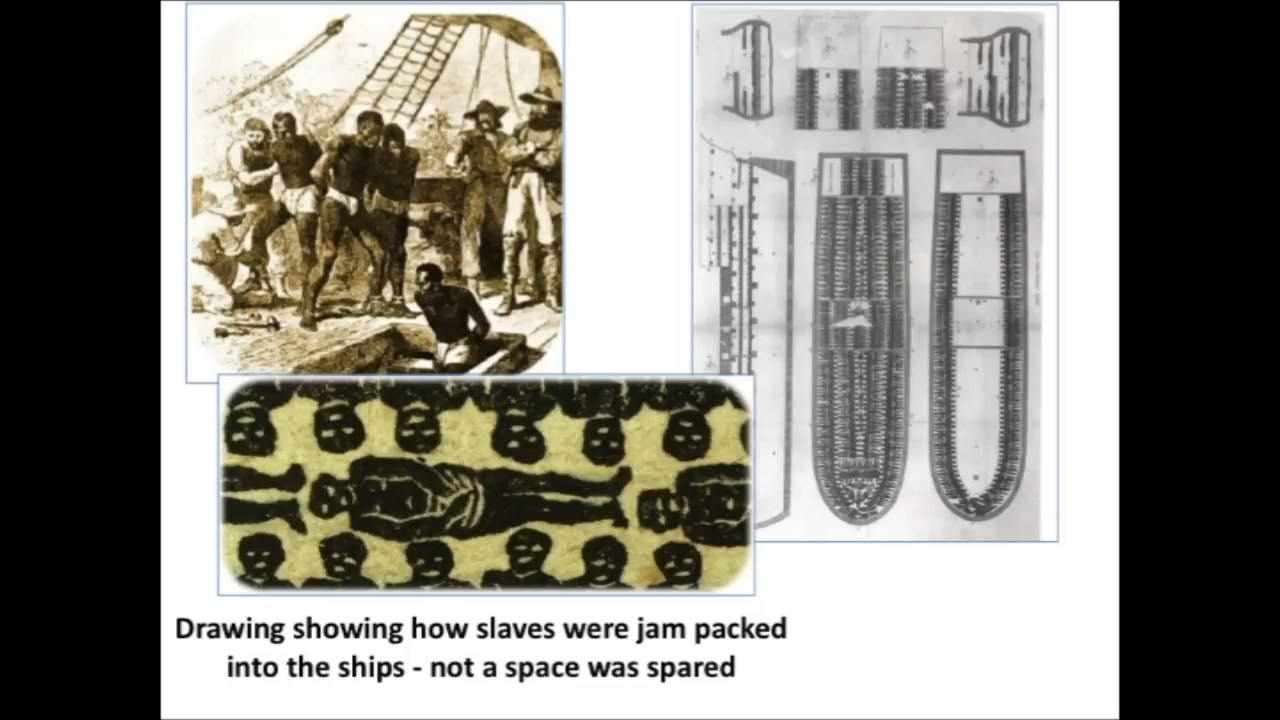 Drawing showing how slaves were jam packed
into the ships - not a space was spared